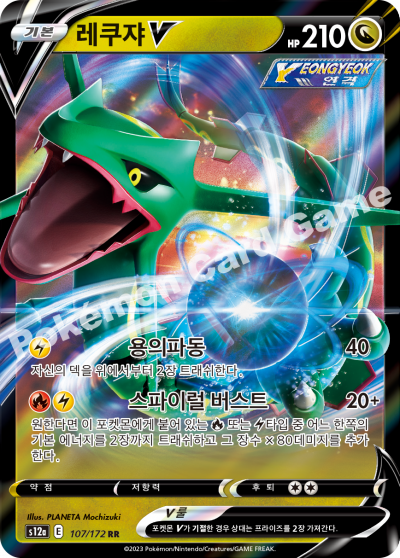 기본 레쿠쟈 V HP 210
V EONGYEOK
연격
Pokémon Card Game
용의파동 40
자신의 덱을 위에서부터 2장 트래쉬한다.
스파이럴 버스트 20+
원한다면 이 포켓몬에게 붙어 있는 또는 타입 중 어느 한쪽의
기본 에너지를 2장까지 트래쉬하고 그 장수 × 80데미지를 추가
한다.
약점 저항력 후퇴
Illus. PLANETA Mochizuki
V룰
s12a E 107/172 RR
포켓몬 V가 기절한 경우 상대는 프라이즈를 2장 가져간다.
©2023 Pokémon/Nintendo/Creatures/GAME FREAK.